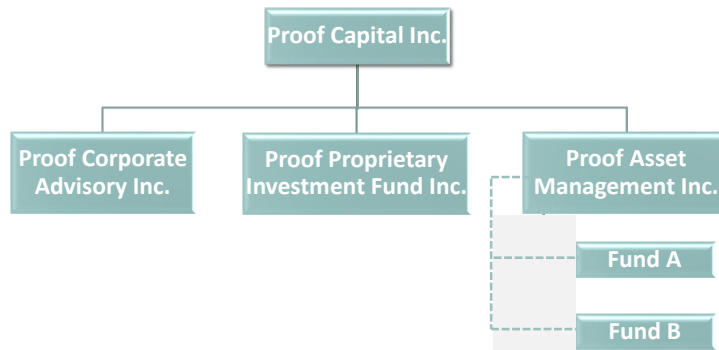 Proof Capital Inc.
Proof Corporate
Advisory Inc.
Proof Proprietary
Investment Fund Inc.
Proof Asset
Management Inc.
Fund A
Fund B